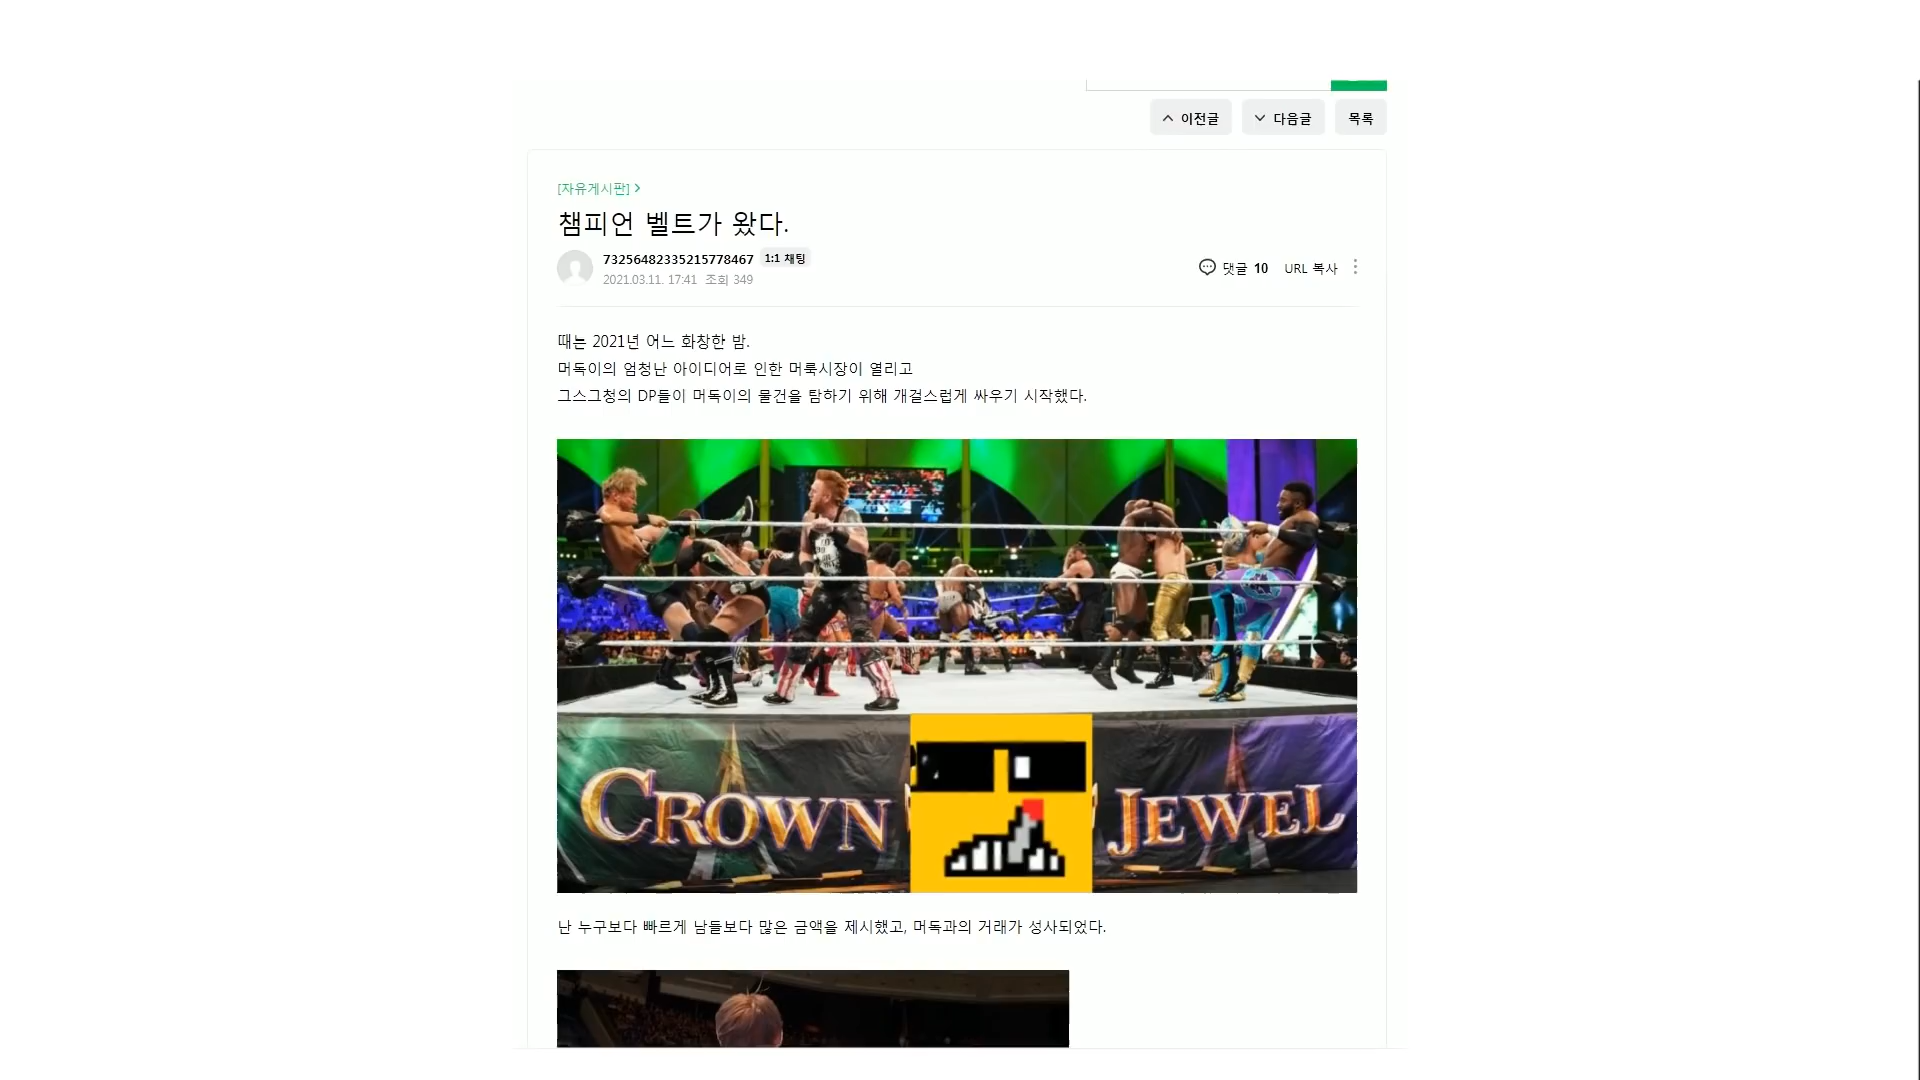 이전글
다음글
목록
[자유게시판]
챔피언 벨트가 왔다.
73256482335215778467 1:1 채팅
2021.03.11. 17:41 조회 349
댓글 10 URL 복사
때는 2021년 어느 화창한 밤.
머독이의 엄청난 아이디어로 인한 머룩시장이 열리고
그스그청의 DP들이 머독이의 물건을 탐하기 위해 개걸스럽게 싸우기 시작했다.
CROWN JEWEL
난 누구보다 빠르게 남들보다 많은 금액을 제시했고, 머독과의 거래가 성사되었다.